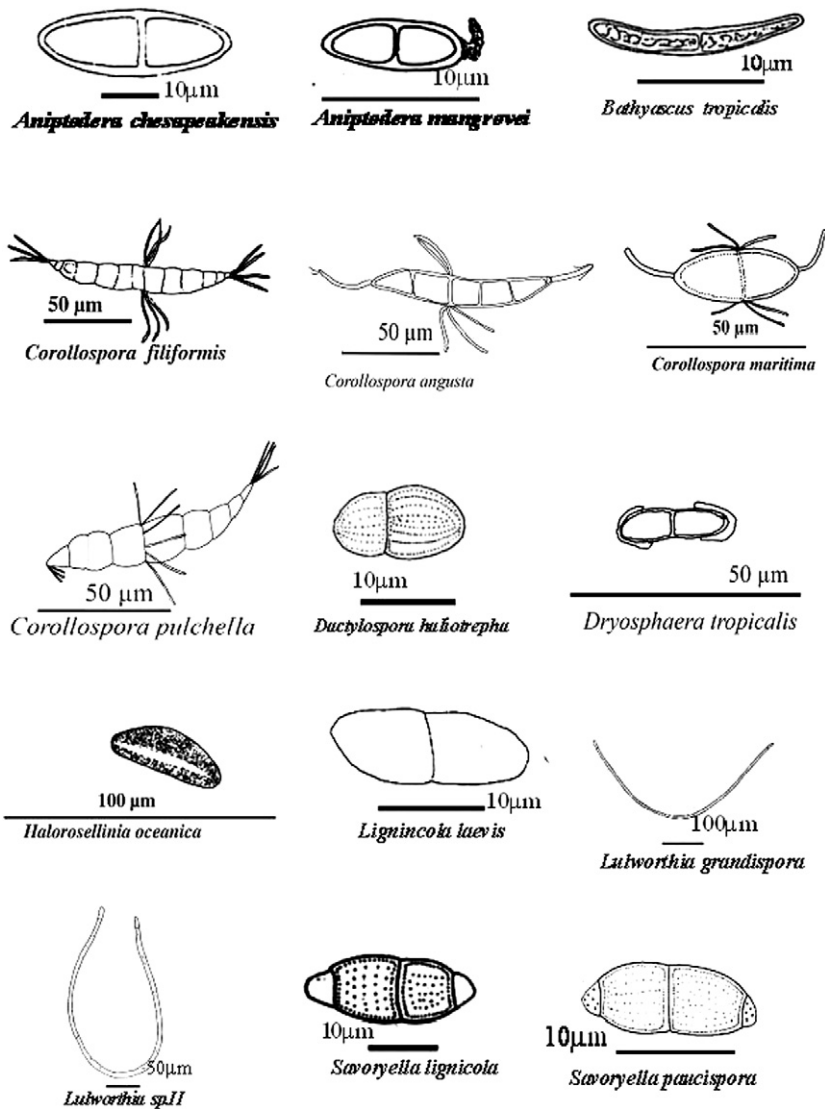 10µm
Aniptodera chesapeakensis
10µm
Aniptodera mangrovei
10µm
Bathyascus tropicalis
50 µm
Corollospora filiformis
50 µm
Corollospora angusta
50 µm
Corollospora maritima
50 µm
Corollospora pulchella
10µm
Dactylospora haliotrepha
50 µm
Dryosphaera tropicalis
100 µm
Halorosellinia oceanica
10µm
Lignincola laevis
100µm
Lulworthia grandispora
50µm
Lulworthia sp.II
10µm
Savoryella lignicola
10µm
Savoryella paucispora